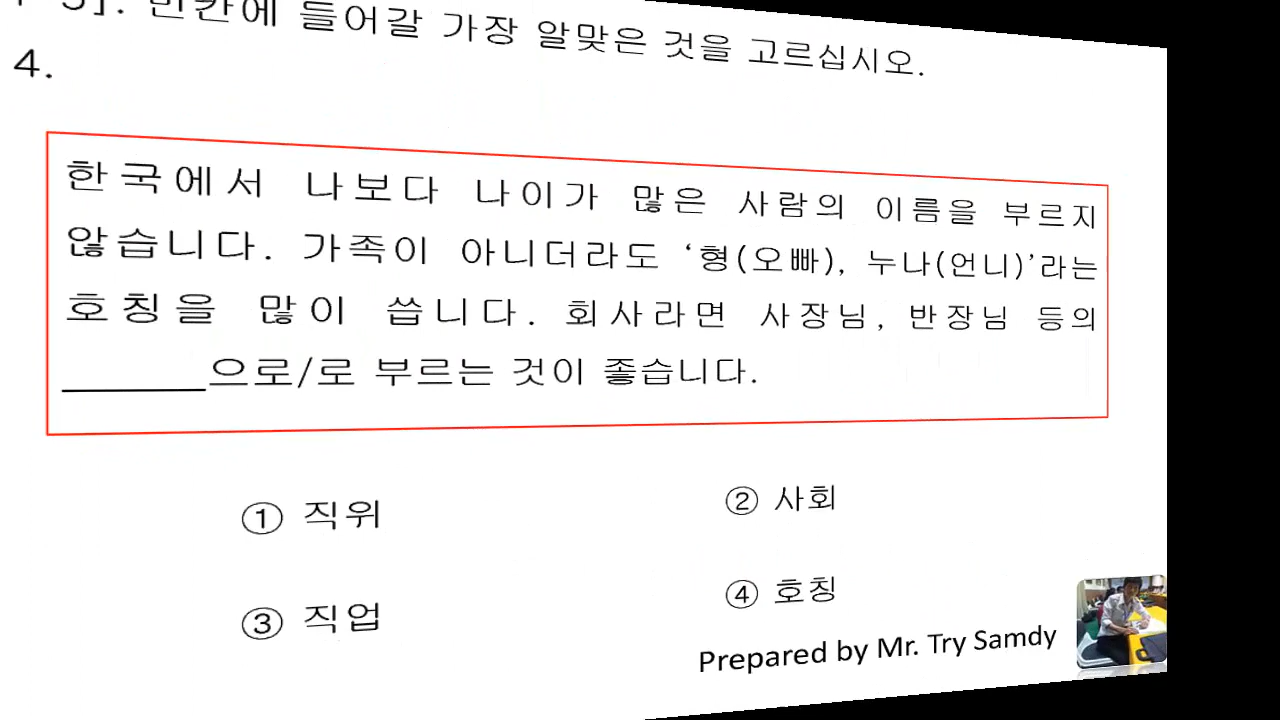 빈칸에 들어갈 가장 알맞은 것을 고르십시오.
4.
한국에서 나보다 나이가 많은 사람의 이름을 부르지
않습니다. 가족이 아니더라도 ‘형(오빠), 누나(언니)’라는
호칭을 많이 씁니다. 회사라면 사장님, 반장님 등의
______으로/로 부르는 것이 좋습니다.
① 직위
② 사회
③ 직업
④ 호칭
Prepared by Mr. Try Samdy